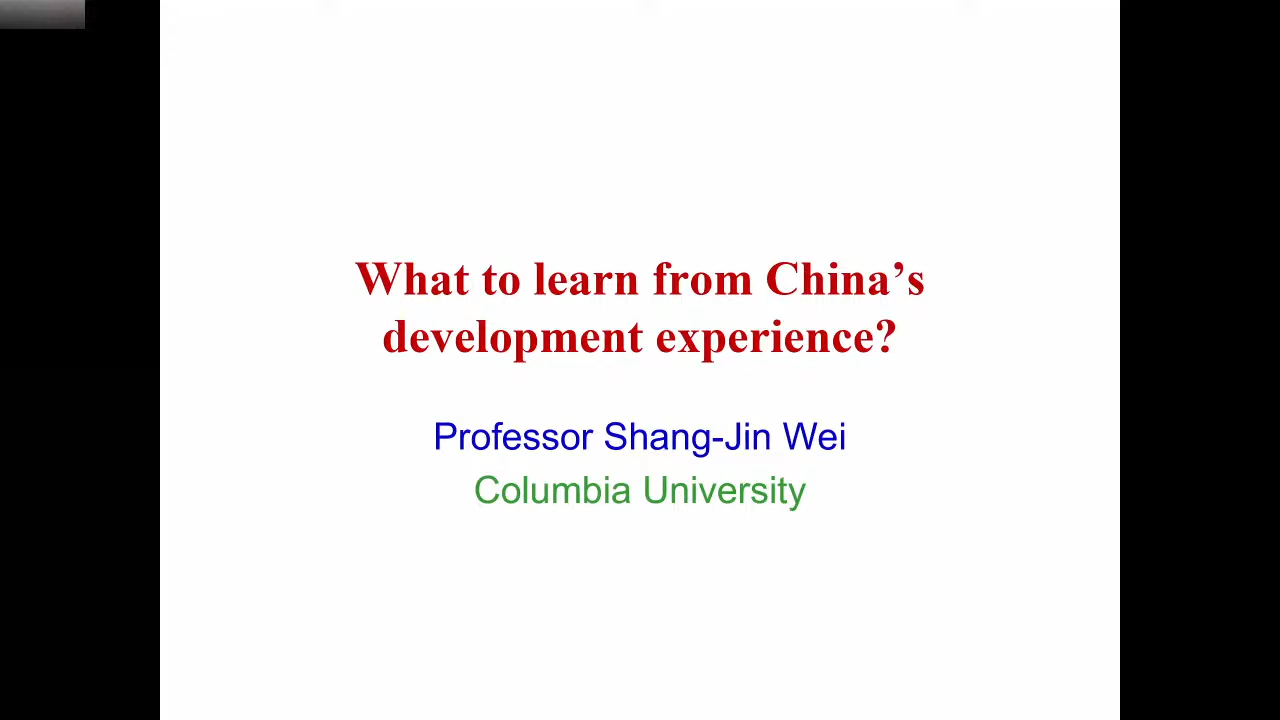 What to learn from China’s
development experience?
Professor Shang-Jin Wei
Columbia University